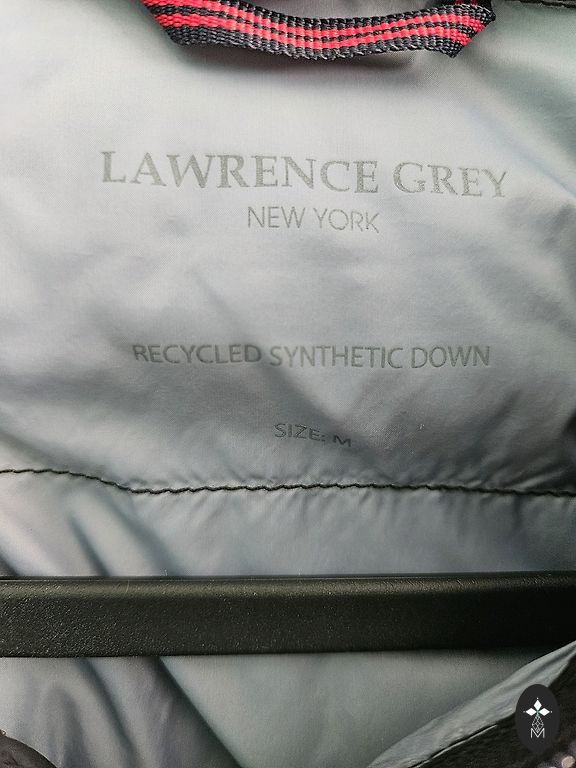 LAWRENCE GREY
NEW YORK
RECYCLED SYNTHETIC DOWN
SIZE: M
M